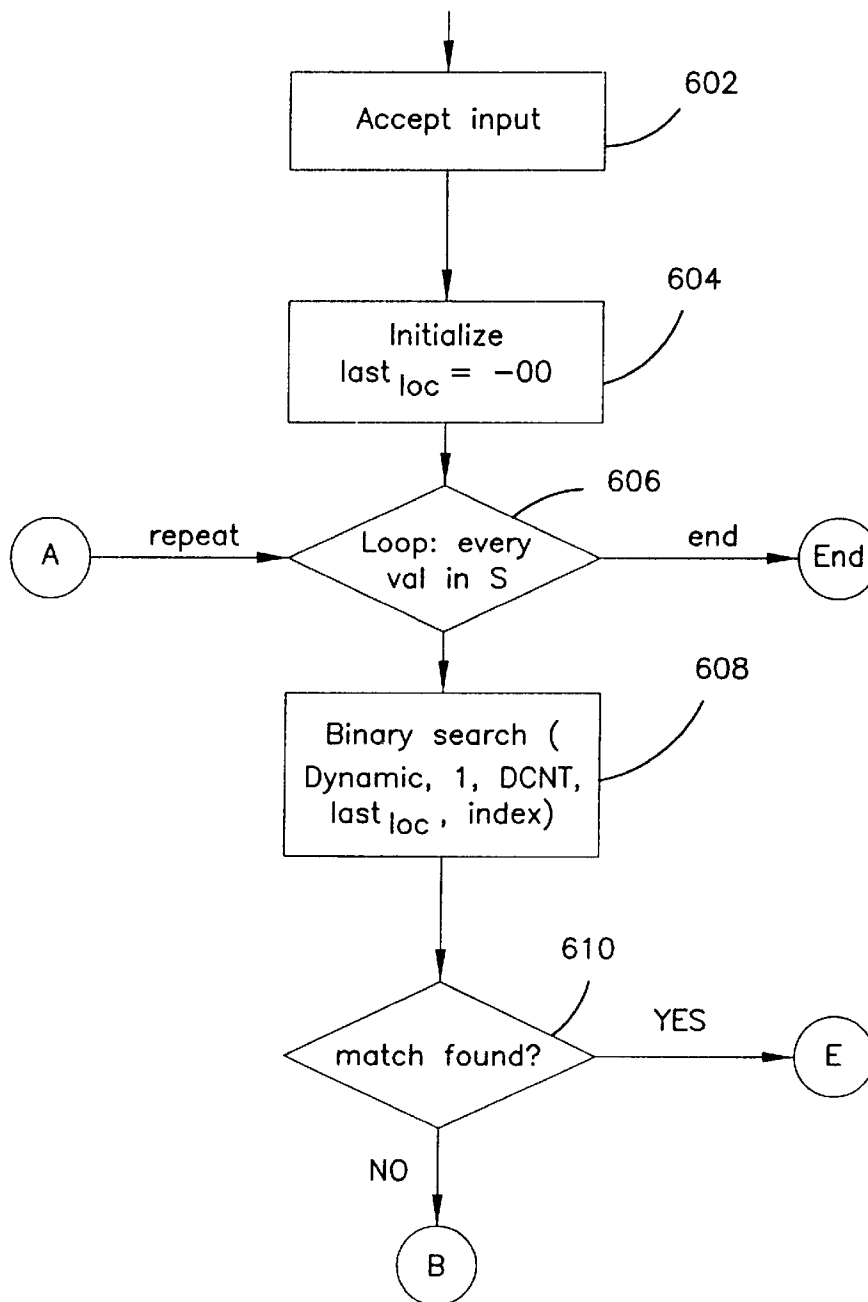 602
Accept input
604
Initialize
last loc = -00
606
A
repeat
Loop: every
val in S
end
End
608
Binary search (
Dynamic, 1, DCNT,
last loc , index)
610
match found?
YES
E
NO
B